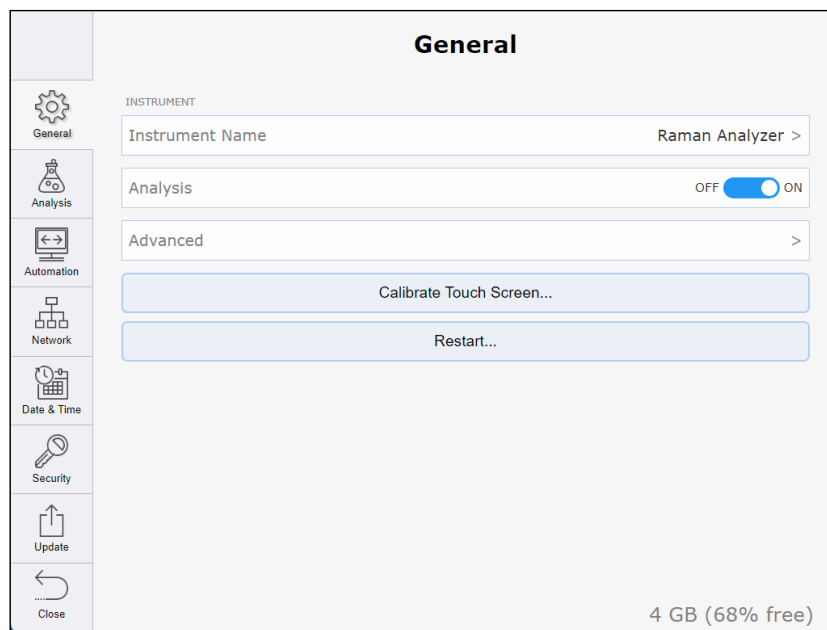 General
General
Analysis
Automation
Network
Date & Time
Security
Update
Close
INSTRUMENT
Instrument Name Raman Analyzer >
Analysis OFF ON
Advanced >
Calibrate Touch Screen...
Restart...
4 GB (68% free)